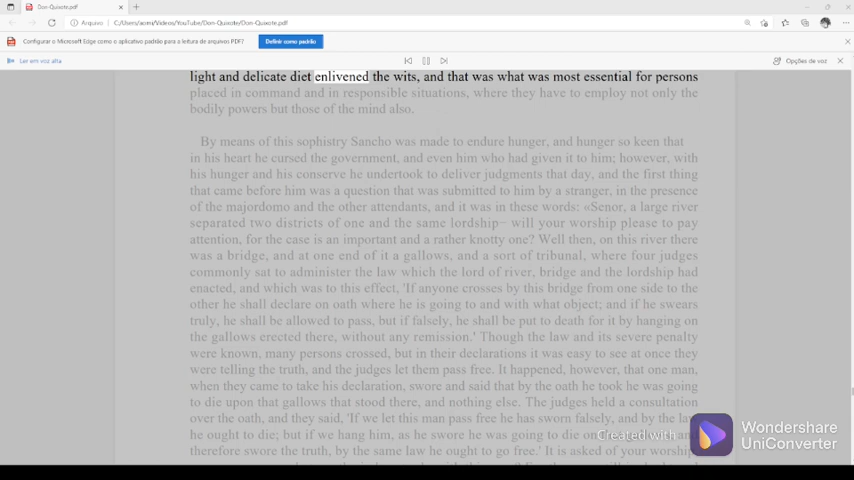 Don-Quixote.pdf
Arquivo | C:/Users/
/Videos/YouTube/Don-Quixote/Don-Quixote.pdf
Configurar o Microsoft Edge como o aplicativo padrão para a leitura de arquivos PDF? Definir como padrão
Ler em voz alta Opções de voz
light and delicate diet enlivened the wits, and that was what was most essential for persons
placed in command and in responsible situations, where they have to employ not only the
bodily powers but those of the mind also.
By means of this sophistry Sancho was made to endure hunger, and hunger so keen that
in his heart he cursed the government, and even him who had given it to him; however, with
his hunger and his conserve he undertook to deliver judgments that day, and the first thing
that came before him was a question that was submitted to him by a stranger, in the presence
of the majordomo and the other attendants, and it was in these words: «Senor, a large river
separated two districts of one and the same lordship— will your worship please to pay
attention, for the case is an important and a rather knotty one? Well then, on this river there
was a bridge, and at one end of it a gallows, and a sort of tribunal, where four judges
commonly sat to administer the law which the lord of river, bridge and the lordship had
enacted, and which was to this effect, 'If anyone crosses by this bridge from one side to the
other he shall declare on oath where he is going to and with what object; and if he swears
truly, he shall be allowed to pass, but if falsely, he shall be put to death for it by hanging on
the gallows erected there, without any remission.' Though the law and its severe penalty
were known, many persons crossed, but in their declarations it was easy to see at once they
were telling the truth, and the judges let them pass free. It happened, however, that one man,
when they came to take his declaration, swore and said that by the oath he took he was going
to die upon that gallows that stood there, and nothing else. The judges held a consultation
over the oath, and they said, 'If we let this man pass free he has sworn falsely, and by the law
he ought to die; but if we hang him, as he swore he was going to die on
and
therefore swore the truth, by the same law he ought to go free.' It is asked of your worship,
Created with
Wondershare
UniConverter